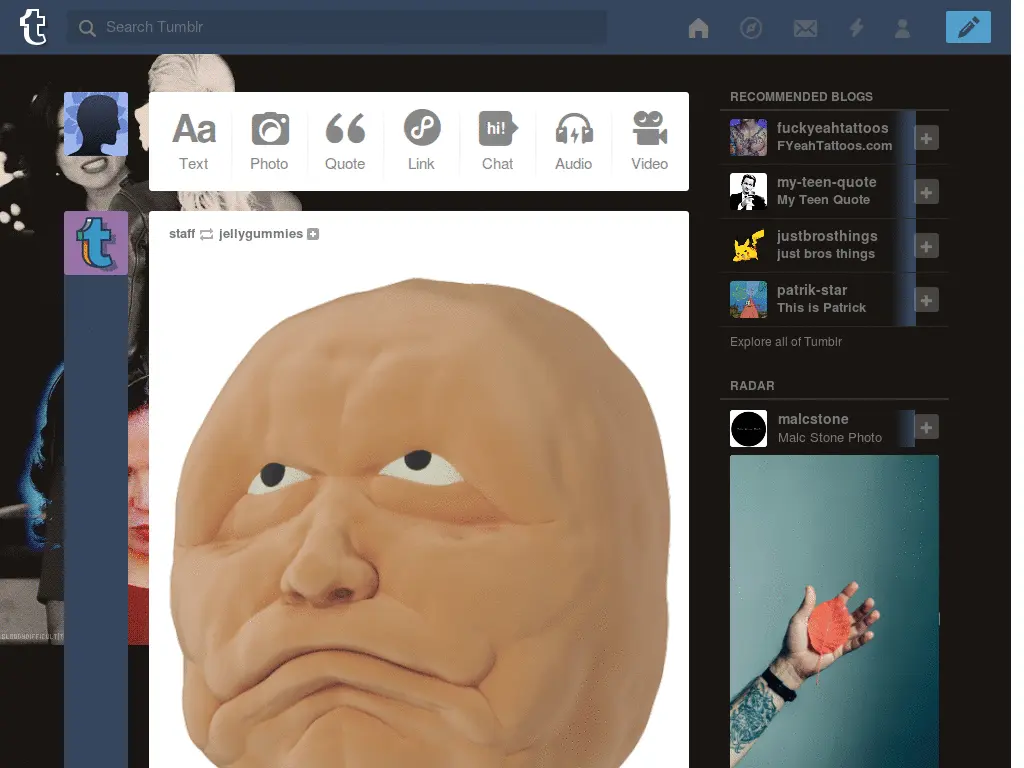 Search Tumblr
Aa
hi!
Text
Photo
Quote
Link
Chat
Audio
Video
staff jellygummies
RECOMMENDED BLOGS
fuckyeahtattoos
FYeahTattoos.com
my-teen-quote
My Teen Quote
justbrosthings
just bros things
patrik-star
This is Patrick
Explore all of Tumblr
RADAR
malcstone
Malc Stone Photo